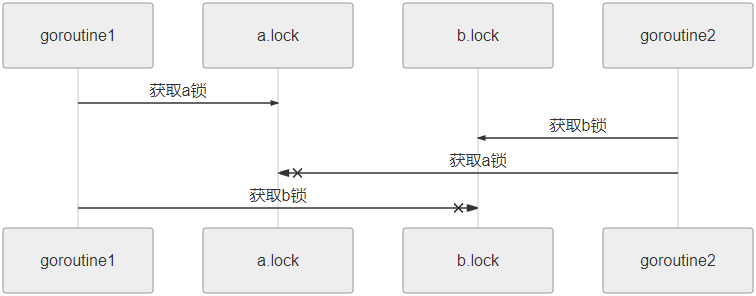 goroutine1
a.lock
b.lock
goroutine2
获取a锁
获取b锁
获取a锁
获取b锁
goroutine1
a.lock
b.lock
goroutine2